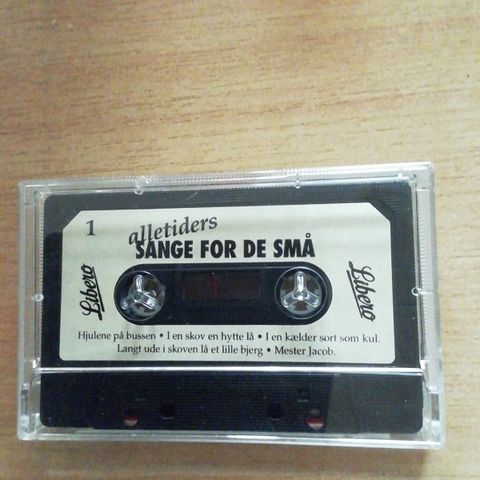 1
alletiders
SANGE FOR DE SMÅ
Libero
Libero
Hjulene på bussen • I en skov en hytte lå • I en kælder sort som kul.
Langt ude i skoven lå et lille bjerg • Mester Jacob.